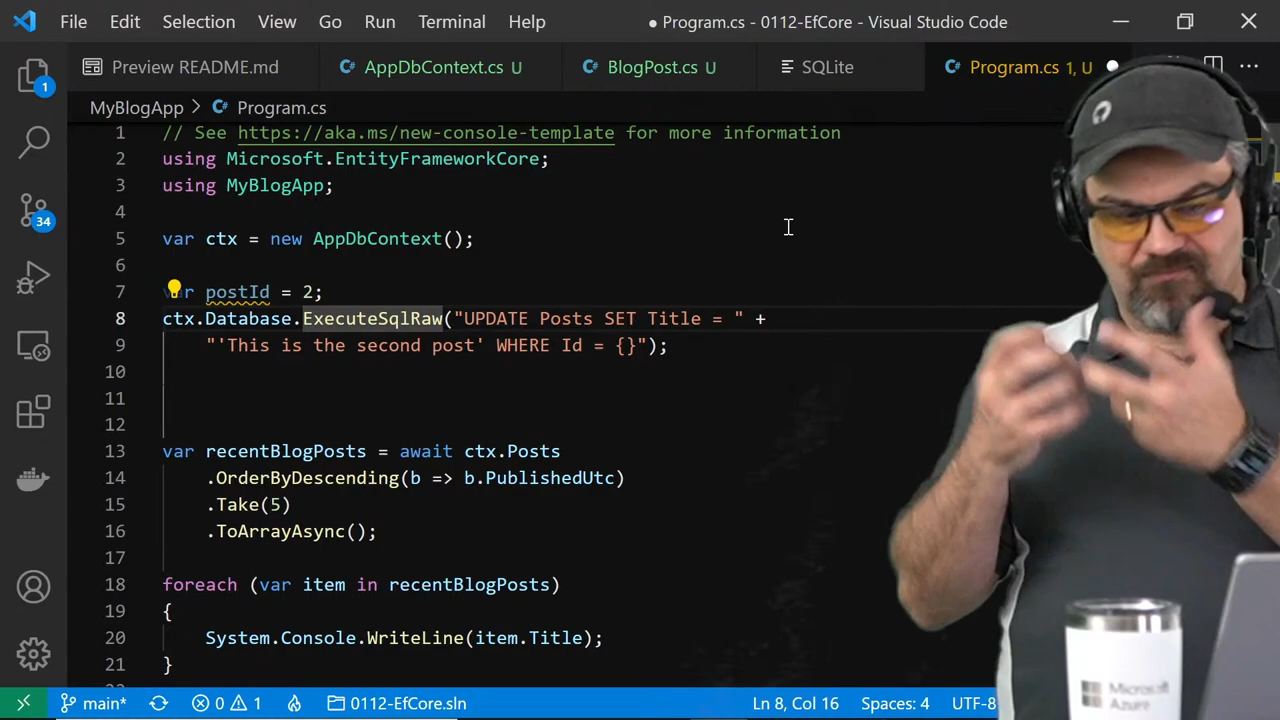 File Edit Selection View Go Run Terminal Help ● Program.cs - 0112-EfCore - Visual Studio Code
Preview README.md AppDbContext.cs U BlogPost.cs U SQLite Program.cs 1, U
MyBlogApp > Program.cs
1 // See https://aka.ms/new-console-template for more information
2 using Microsoft.EntityFrameworkCore;
3 using MyBlogApp;
4
5 var ctx = new AppDbContext();
6
7 var postId = 2;
8 ctx.Database.ExecuteSqlRaw("UPDATE Posts SET Title = " +
9 "'This is the second post' WHERE Id = {}");
10
11
12
13 var recentBlogPosts = await ctx.Posts
14 .OrderByDescending(b => b.PublishedUtc)
15 .Take(5)
16 .ToArrayAsync();
17
18 foreach (var item in recentBlogPosts)
19 {
20 System.Console.WriteLine(item.Title);
21 }
1
34
main* 0 1 0112-EfCore.sln Ln 8, Col 16 Spaces: 4 UTF-8
Microsoft
Azure